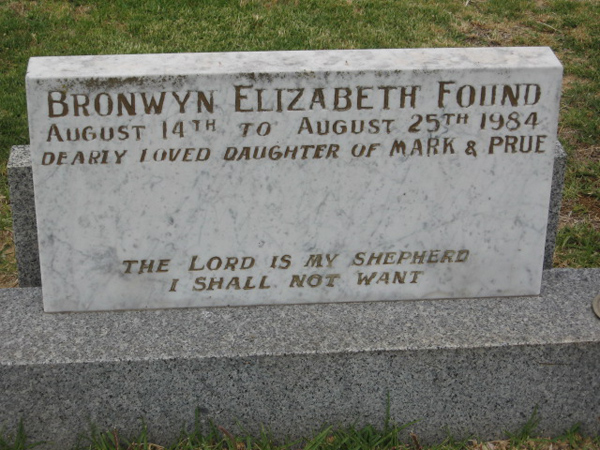 BRONWYN ELIZABETH FOUND
AUGUST 14TH TO AUGUST 25TH 1984
DEARLY LOVED DAUGHTER OF MARK & PRUE
THE LORD IS MY SHEPHERD
I SHALL NOT WANT